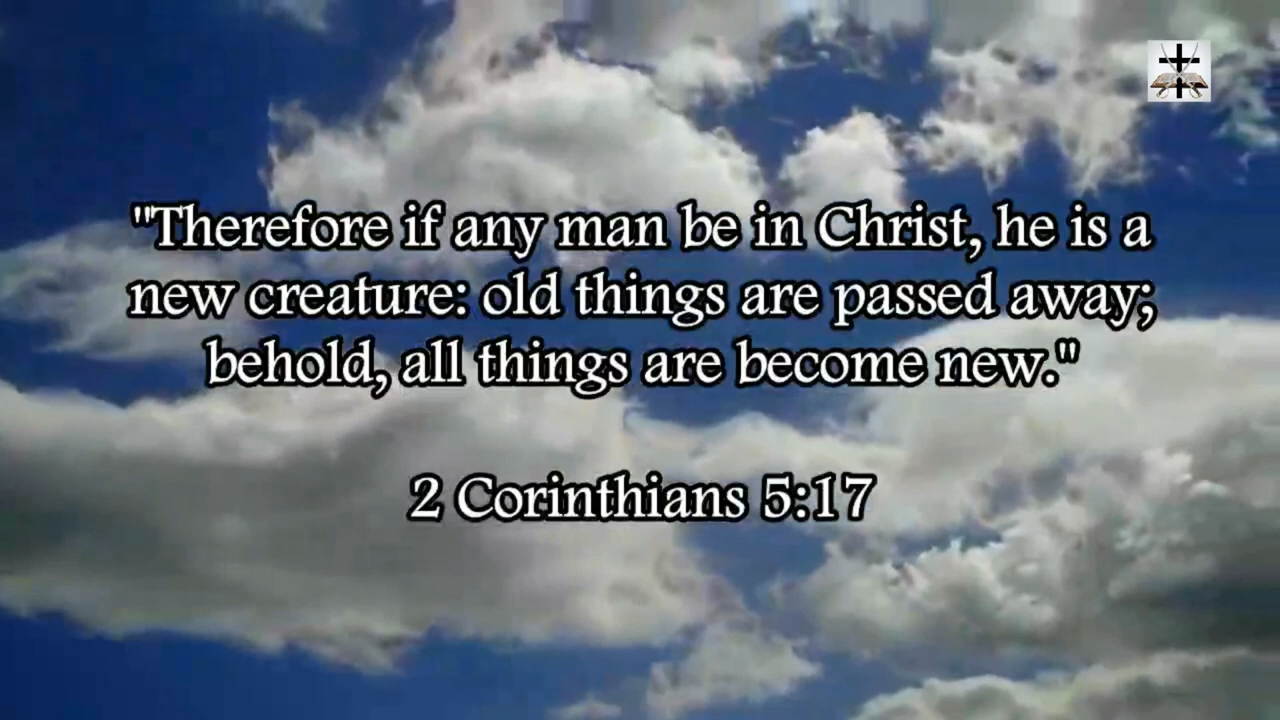 "Therefore if any man be in Christ, he is a
new creature: old things are passed away;
behold, all things are become new."
2 Corinthians 5:17